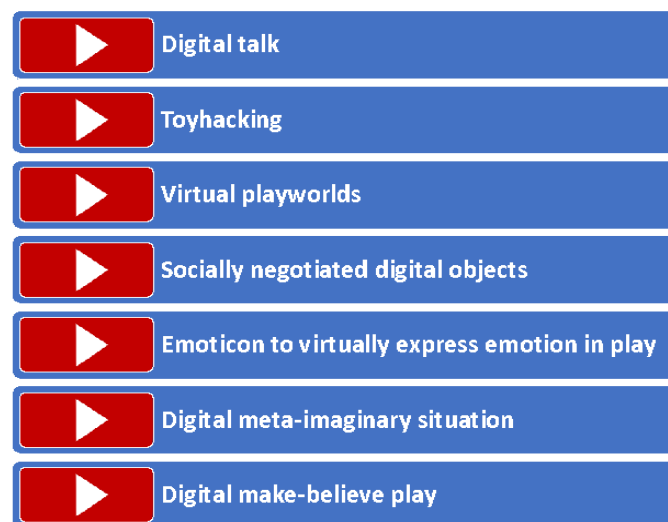 Digital talk
Toyhacking
Virtual playworlds
Socially negotiated digital objects
Emoticon to virtually express emotion in play
Digital meta-imaginary situation
Digital make-believe play